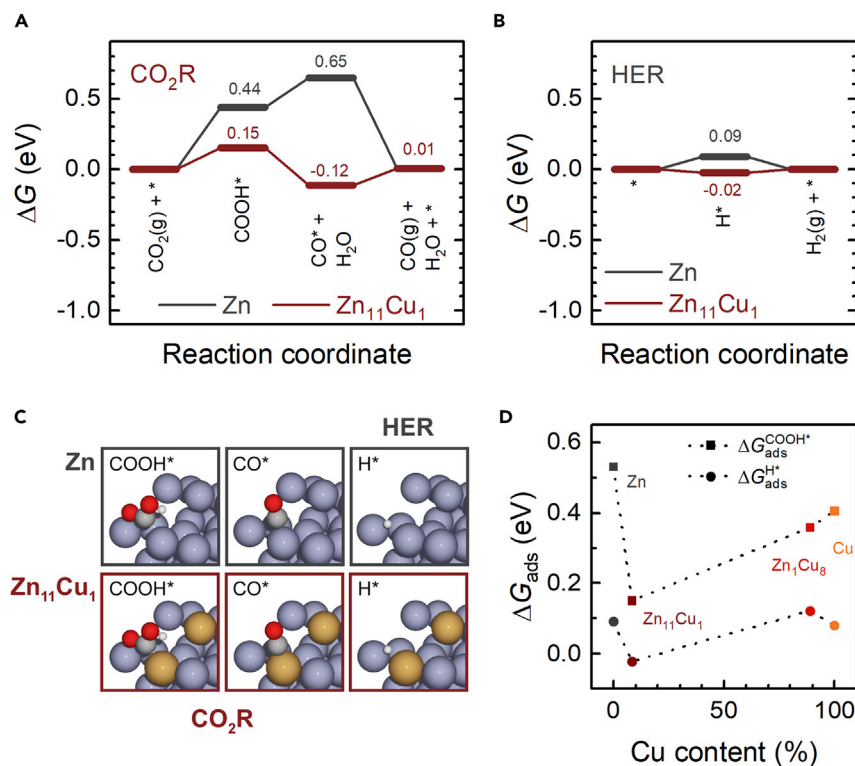 A
CO₂R
0.5
0.0
-0.5
-1.0
ΔG (eV)
0.44
0.65
0.15
-0.12
0.01
CO₂(g) + *
COOH*
CO* +
H₂O
CO(g) +
H₂O + *
Zn
Zn₁₁Cu₁
Reaction coordinate
B
HER
0.5
0.0
-0.5
-1.0
ΔG (eV)
0.09
-0.02
*
H*
H₂(g) + *
Zn
Zn₁₁Cu₁
Reaction coordinate
C
HER
Zn
COOH*
CO*
H*
Zn₁₁Cu₁
COOH*
CO*
H*
CO₂R
D
0.6
0.4
0.2
0.0
ΔG_ads (eV)
ΔG_ads^COOH*
ΔG_ads^H*
Zn
Zn₁₁Cu₁
Zn₁Cu₈
Cu
0
50
100
Cu content (%)